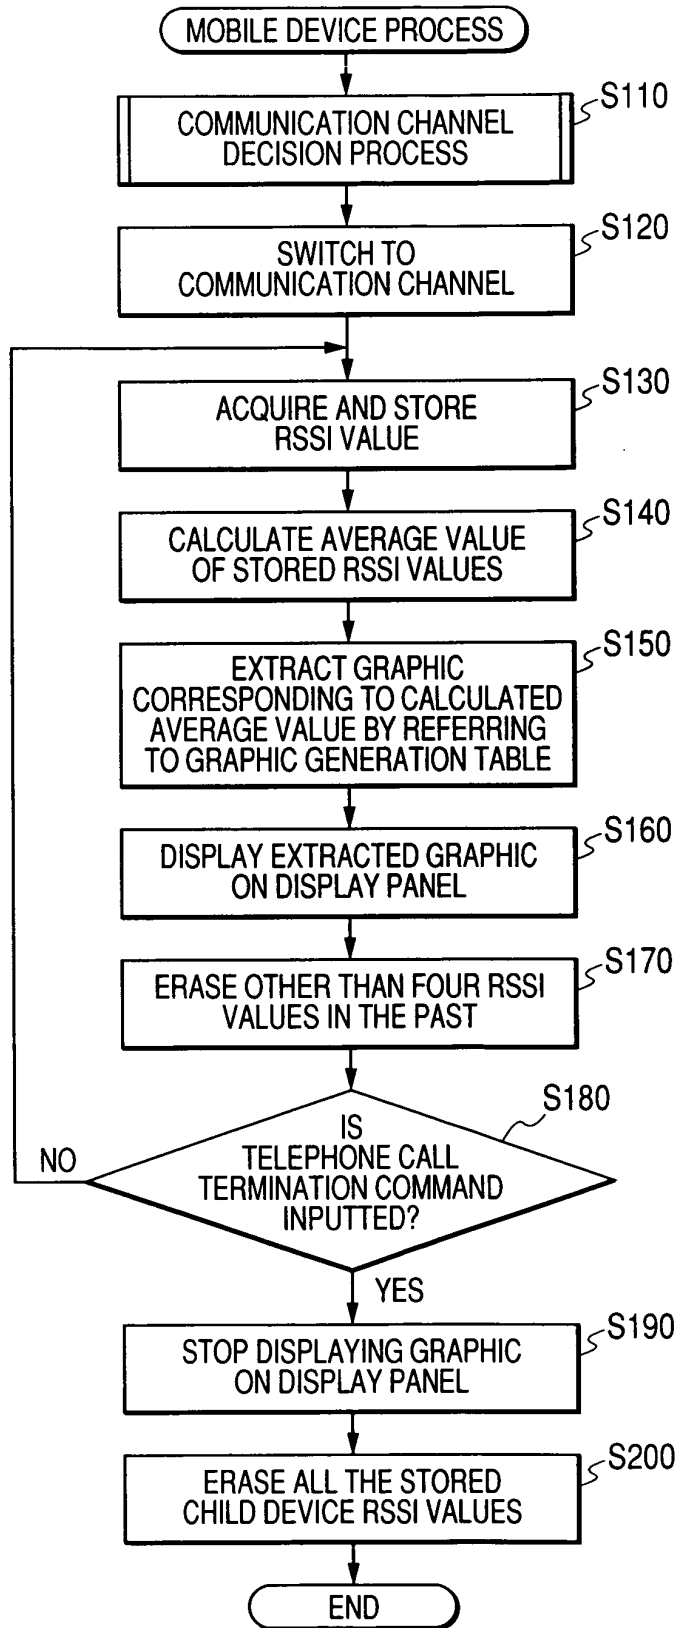 MOBILE DEVICE PROCESS
S110
COMMUNICATION CHANNEL
DECISION PROCESS
S120
SWITCH TO
COMMUNICATION CHANNEL
S130
ACQUIRE AND STORE
RSSI VALUE
S140
CALCULATE AVERAGE VALUE
OF STORED RSSI VALUES
S150
EXTRACT GRAPHIC
CORRESPONDING TO CALCULATED
AVERAGE VALUE BY REFERRING
TO GRAPHIC GENERATION TABLE
S160
DISPLAY EXTRACTED GRAPHIC
ON DISPLAY PANEL
S170
ERASE OTHER THAN FOUR RSSI
VALUES IN THE PAST
S180
IS
TELEPHONE CALL
TERMINATION COMMAND
INPUTTED?
NO
YES
S190
STOP DISPLAYING GRAPHIC
ON DISPLAY PANEL
S200
ERASE ALL THE STORED
CHILD DEVICE RSSI VALUES
END